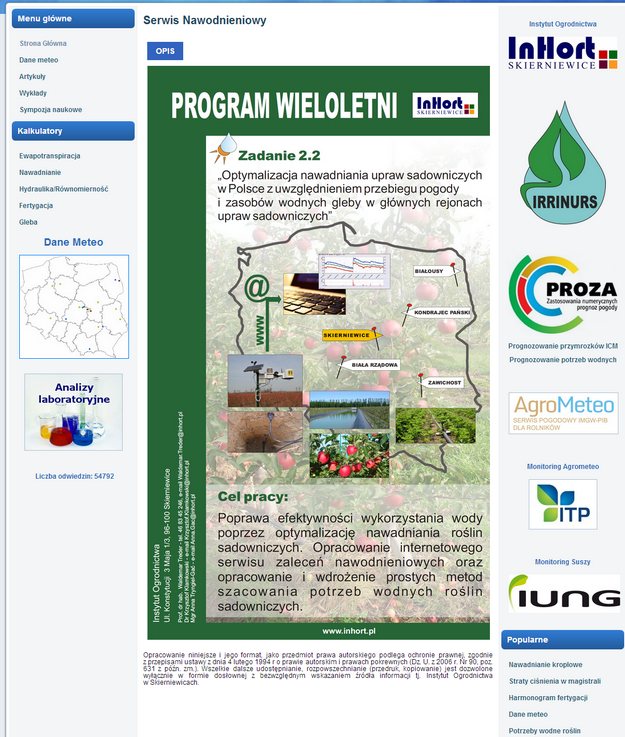 Menu główne
Strona Główna
Dane meteo
Artykuły
Wykłady
Sympozja naukowe
Kalkulatory
Ewapotranspiracja
Nawadnianie
Hydraulika/Równomierność
Fertygacja
Gleba
Dane Meteo
Analizy
laboratoryjne
Liczba odwiedzin: 54792
Serwis Nawodnieniowy
OPIS
PROGRAM WIELOLETNI
InHort
SKIERNIEWICE
Zadanie 2.2
„Optymalizacja nawadniania upraw sadowniczych
w Polsce z uwzględnieniem przebiegu pogody
i zasobów wodnych gleby w głównych rejonach
upraw sadowniczych”
BIAŁOUSY
@
www
KONDRAJEC PAŃSKI
SKIERNIEWICE
BIAŁA RZĄDOWA
ZAWICHOST
Cel pracy:
Poprawa efektywności wykorzystania wody
poprzez optymalizację nawadniania roślin
sadowniczych. Opracowanie internetowego
serwisu zaleceń nawodnieniowych oraz
opracowanie i wdrożenie prostych metod
szacowania potrzeb wodnych roślin
sadowniczych.
Instytut Ogrodnictwa
Ul. Konstytucji 3 Maja 1/3, 96-100 Skierniewice
Prof. dr hab. Waldemar Treder - tel. 46 83 45 246, e-mail Waldemar.Treder@inhort.pl
Dr Krzysztof Klamkowski - e-mail Krzysztof.Klamkowski@inhort.pl
Mgr Anna Tryngiel-Gać - e-mail Anna.Gac@inhort.pl
www.inhort.pl
Opracowanie niniejsze i jego format, jako przedmiot prawa autorskiego podlega ochronie prawnej, zgodnie
z przepisami ustawy z dnia 4 lutego 1994 r o prawie autorskim i prawach pokrewnych (Dz. U. z 2006 r. Nr 90, poz.
631 z późn. zm.). Wszelkie dalsze udostępnianie, rozpowszechnianie (przedruk, kopiowanie) jest dozwolone
wyłącznie w formie dosłownej z bezwzględnym wskazaniem źródła informacji tj. Instytut Ogrodnictwa
w Skierniewicach.
Instytut Ogrodnictwa
InHort
SKIERNIEWICE
IRRINURS
PROZA
Zastosowania numerycznych
prognoz pogody
Prognozowanie przymrozków ICM
Prognozowanie potrzeb wodnych
AgroMeteo
SERWIS POGODOWY IMGW-PIB
DLA ROLNIKÓW
Monitoring Agrometeo
ITP
Monitoring Suszy
IUNG
Popularne
Nawadnianie kroplowe
Straty ciśnienia w magistrali
Harmonogram fertygacji
Dane meteo
Potrzeby wodne roślin